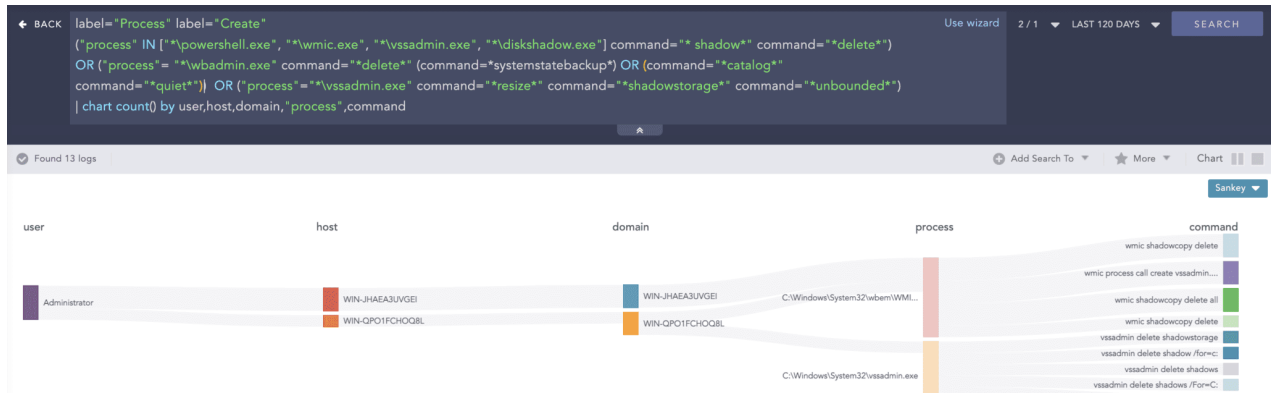 BACK
label="Process" label="Create"
("process" IN ["*\powershell.exe", "*\wmic.exe", "*\vssadmin.exe", "*\diskshadow.exe"] command="* shadow*" command="*delete*")
OR ("process"= "*\wbadmin.exe" command="*delete*" (command=*systemstatebackup*) OR (command="*catalog*"
command="*quiet*")) OR ("process"="*\vssadmin.exe" command="*resize*" command="*shadowstorage*" command="*unbounded*")
| chart count() by user,host,domain,"process",command
Use wizard
2 / 1
LAST 120 DAYS
SEARCH
Found 13 logs
Add Search To
More
Chart
Sankey
user host domain process command
wmic shadowcopy delete
wmic process call create vssadmin....
Administrator
WIN-JHAEA3UVGEI
WIN-JHAEA3UVGEI
C:\Windows\System32\wbem\WMI...
wmic shadowcopy delete all
WIN-QPO1FCHOQ8L
WIN-QPO1FCHOQ8L
wmic shadowcopy delete
vssadmin delete shadowstorage
vssadmin delete shadow /for=c:
C:\Windows\System32\vssadmin.exe
vssadmin delete shadows
vssadmin delete shadows /For=C: